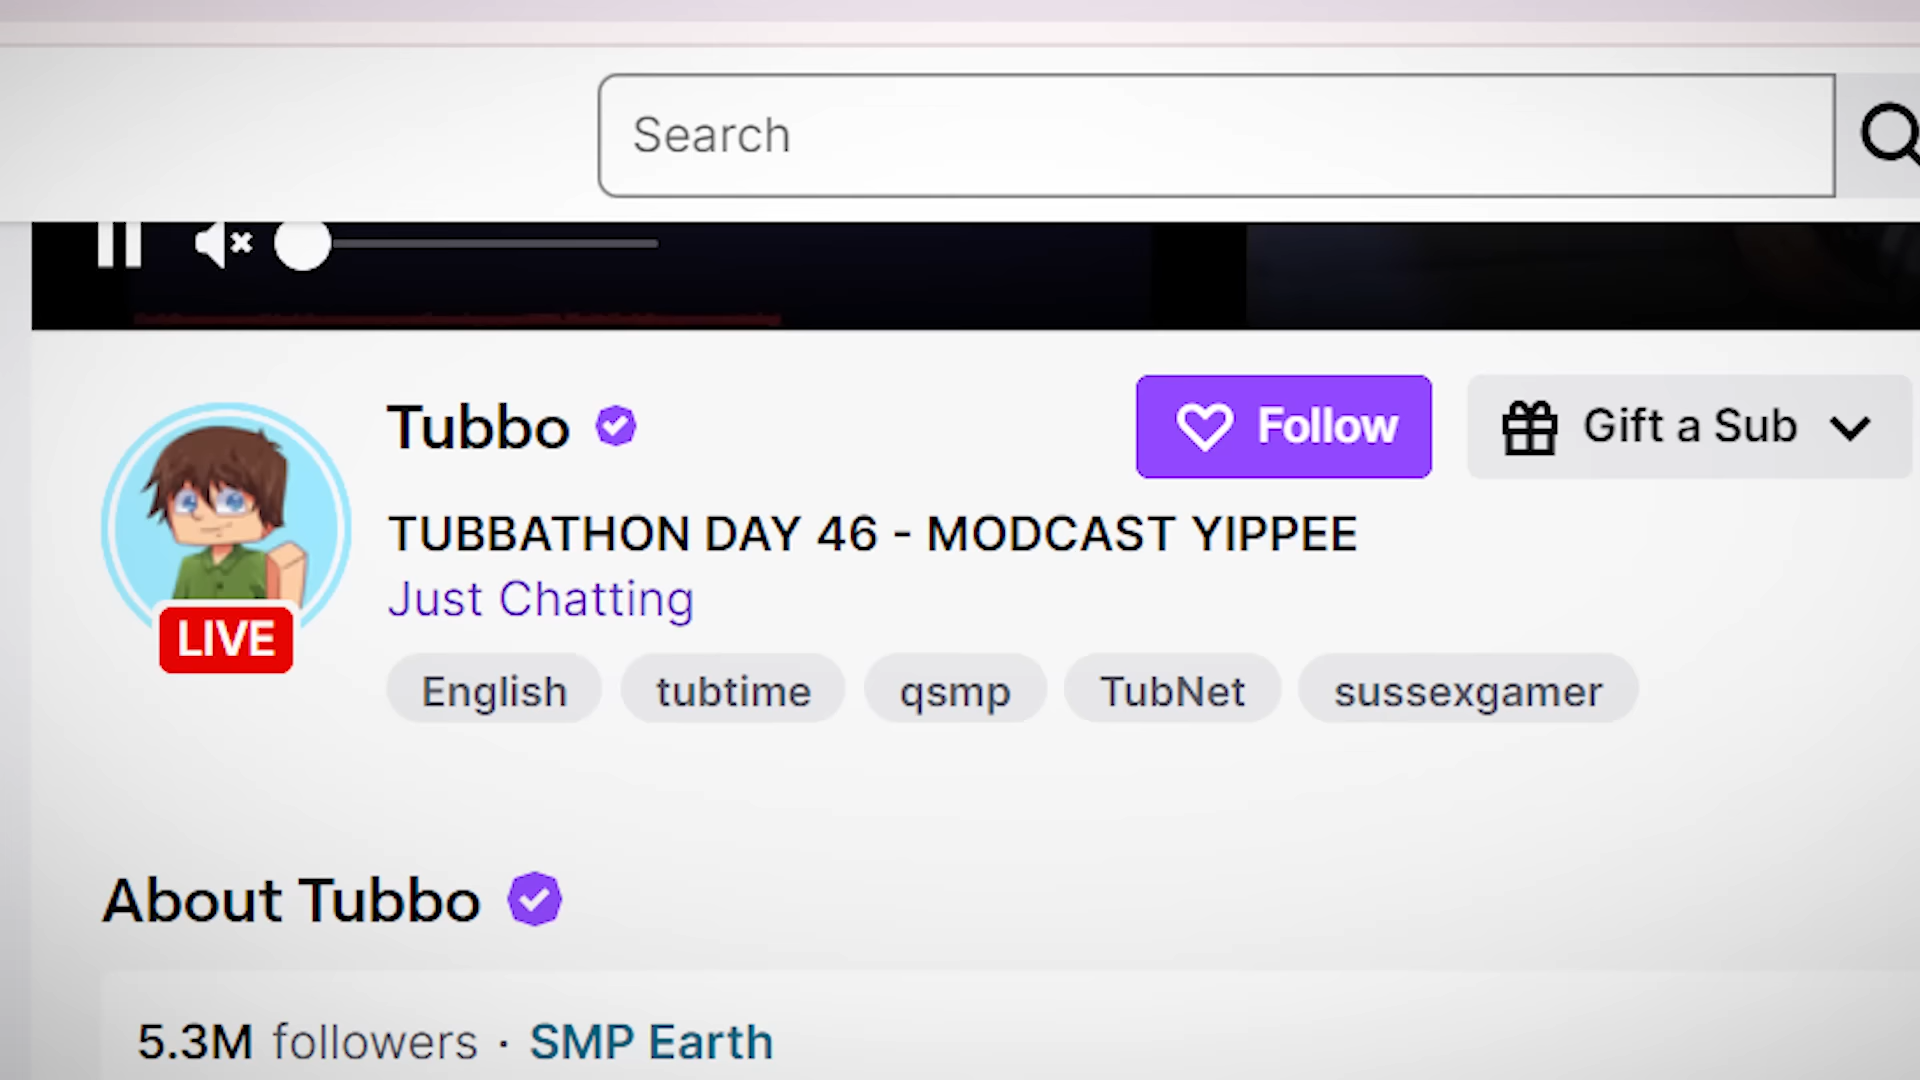 Search
Tubbo
Follow
Gift a Sub
TUBBATHON DAY 46 - MODCAST YIPPEE
Just Chatting
LIVE
English tubtime qsmp TubNet sussexgamer
About Tubbo
5.3M followers · SMP Earth